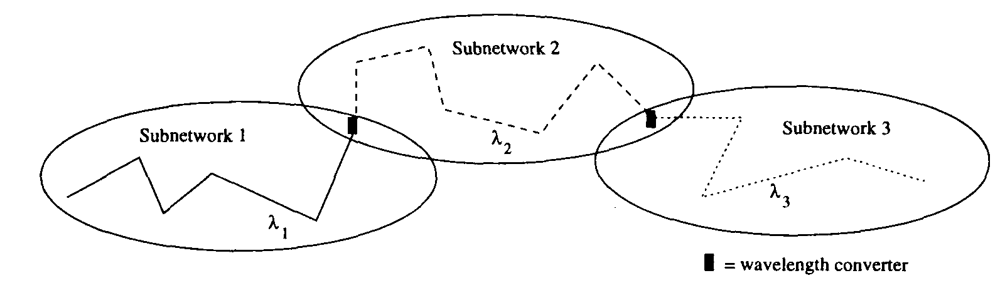 Subnetwork 2
Subnetwork 1
Subnetwork 3
λ2
λ3
λ1
= wavelength converter